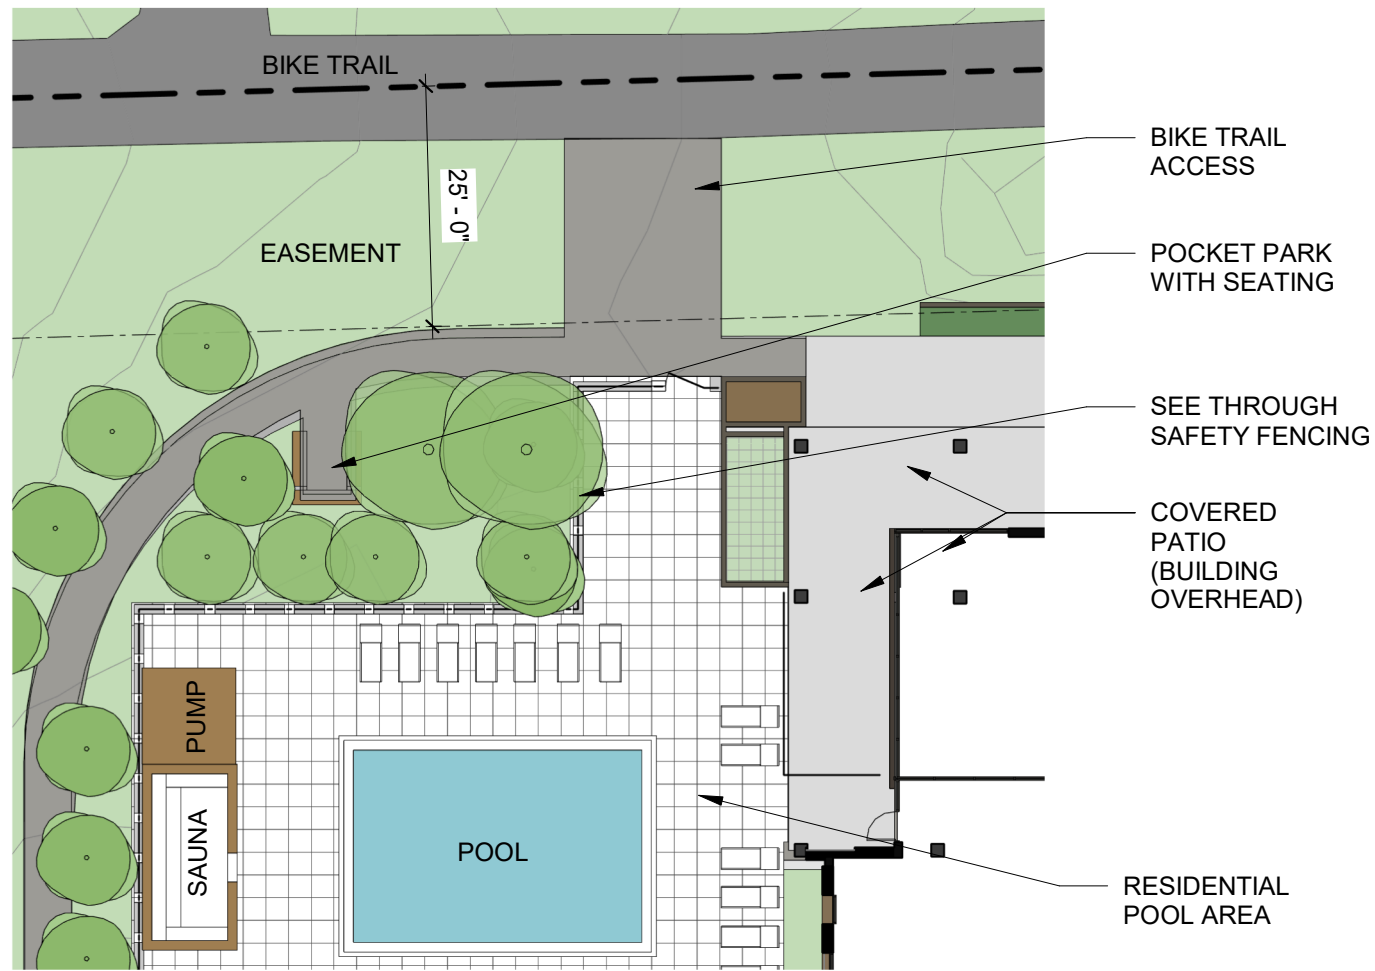 BIKE TRAIL
25' - 0"
EASEMENT
BIKE TRAIL
ACCESS
POCKET PARK
WITH SEATING
SEE THROUGH
SAFETY FENCING
COVERED
PATIO
(BUILDING
OVERHEAD)
PUMP
SAUNA
POOL
RESIDENTIAL
POOL AREA